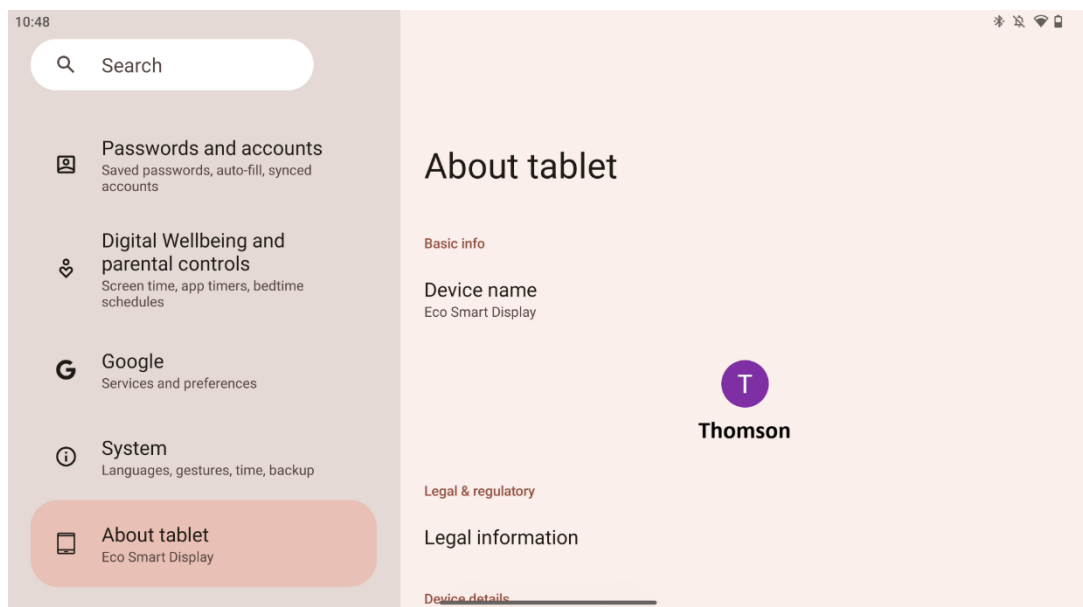 10:48
Search
Passwords and accounts
Saved passwords, auto-fill, synced
accounts
Digital Wellbeing and
parental controls
Screen time, app timers, bedtime
schedules
G
Google
Services and preferences
System
Languages, gestures, time, backup
About tablet
Eco Smart Display
About tablet
Basic info
Device name
Eco Smart Display
T
Thomson
Legal & regulatory
Legal information
Device details